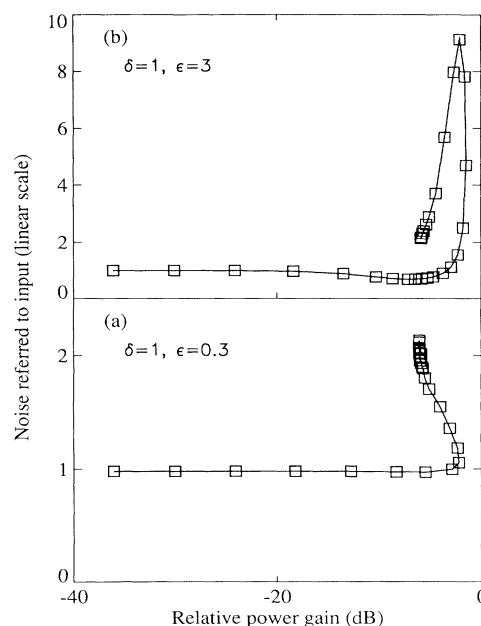 10
(b)
δ=1, ϵ=3
8
6
4
2
0
Noise referred to input (linear scale)
(a)
δ=1, ϵ=0.3
2
1
0
-40
-20
0
Relative power gain (dB)